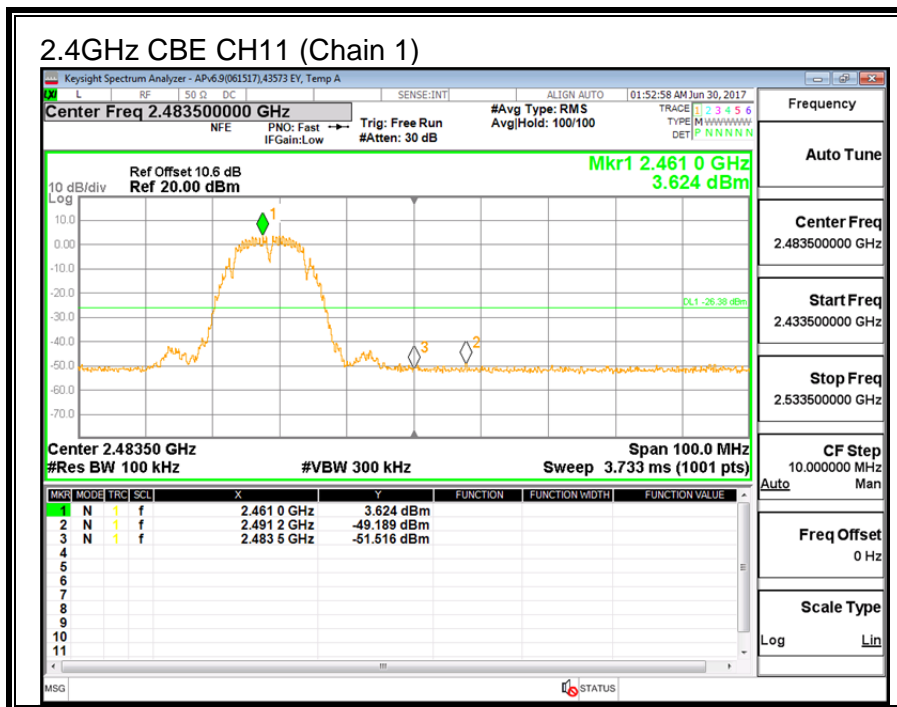 2.4GHz CBE CH11 (Chain 1)
Keysight Spectrum Analyzer - APv6.9(061517),43573 EY, Temp A
LXI L RF 50 Ω DC SENSE:INT ALIGN AUTO 01:52:58 AM Jun 30, 2017
Center Freq 2.483500000 GHz
NFE PNO: Fast IFGain:Low
Trig: Free Run
#Atten: 30 dB
#Avg Type: RMS
Avg|Hold: 100/100
TRACE 1 2 3 4 5 6
TYPE M W W W W W
DET P N N N N N
Mkr1 2.461 0 GHz
3.624 dBm
Ref Offset 10.6 dB
10 dB/div Ref 20.00 dBm
Log
10.0
0.00
-10.0
-20.0
-30.0
-40.0
-50.0
-60.0
-70.0
1
2
3
DL1 -26.38 dBm
Center 2.48350 GHz Span 100.0 MHz
#Res BW 100 kHz #VBW 300 kHz Sweep 3.733 ms (1001 pts)
MKR MODE TRC SCL X Y FUNCTION FUNCTION WIDTH FUNCTION VALUE
1 N 1 f 2.461 0 GHz 3.624 dBm
2 N 1 f 2.491 2 GHz -49.189 dBm
3 N 1 f 2.483 5 GHz -51.516 dBm
4
5
6
7
8
9
10
11
MSG STATUS
Frequency
Auto Tune
Center Freq
2.483500000 GHz
Start Freq
2.433500000 GHz
Stop Freq
2.533500000 GHz
CF Step
10.000000 MHz
Auto Man
Freq Offset
0 Hz
Scale Type
Log Lin